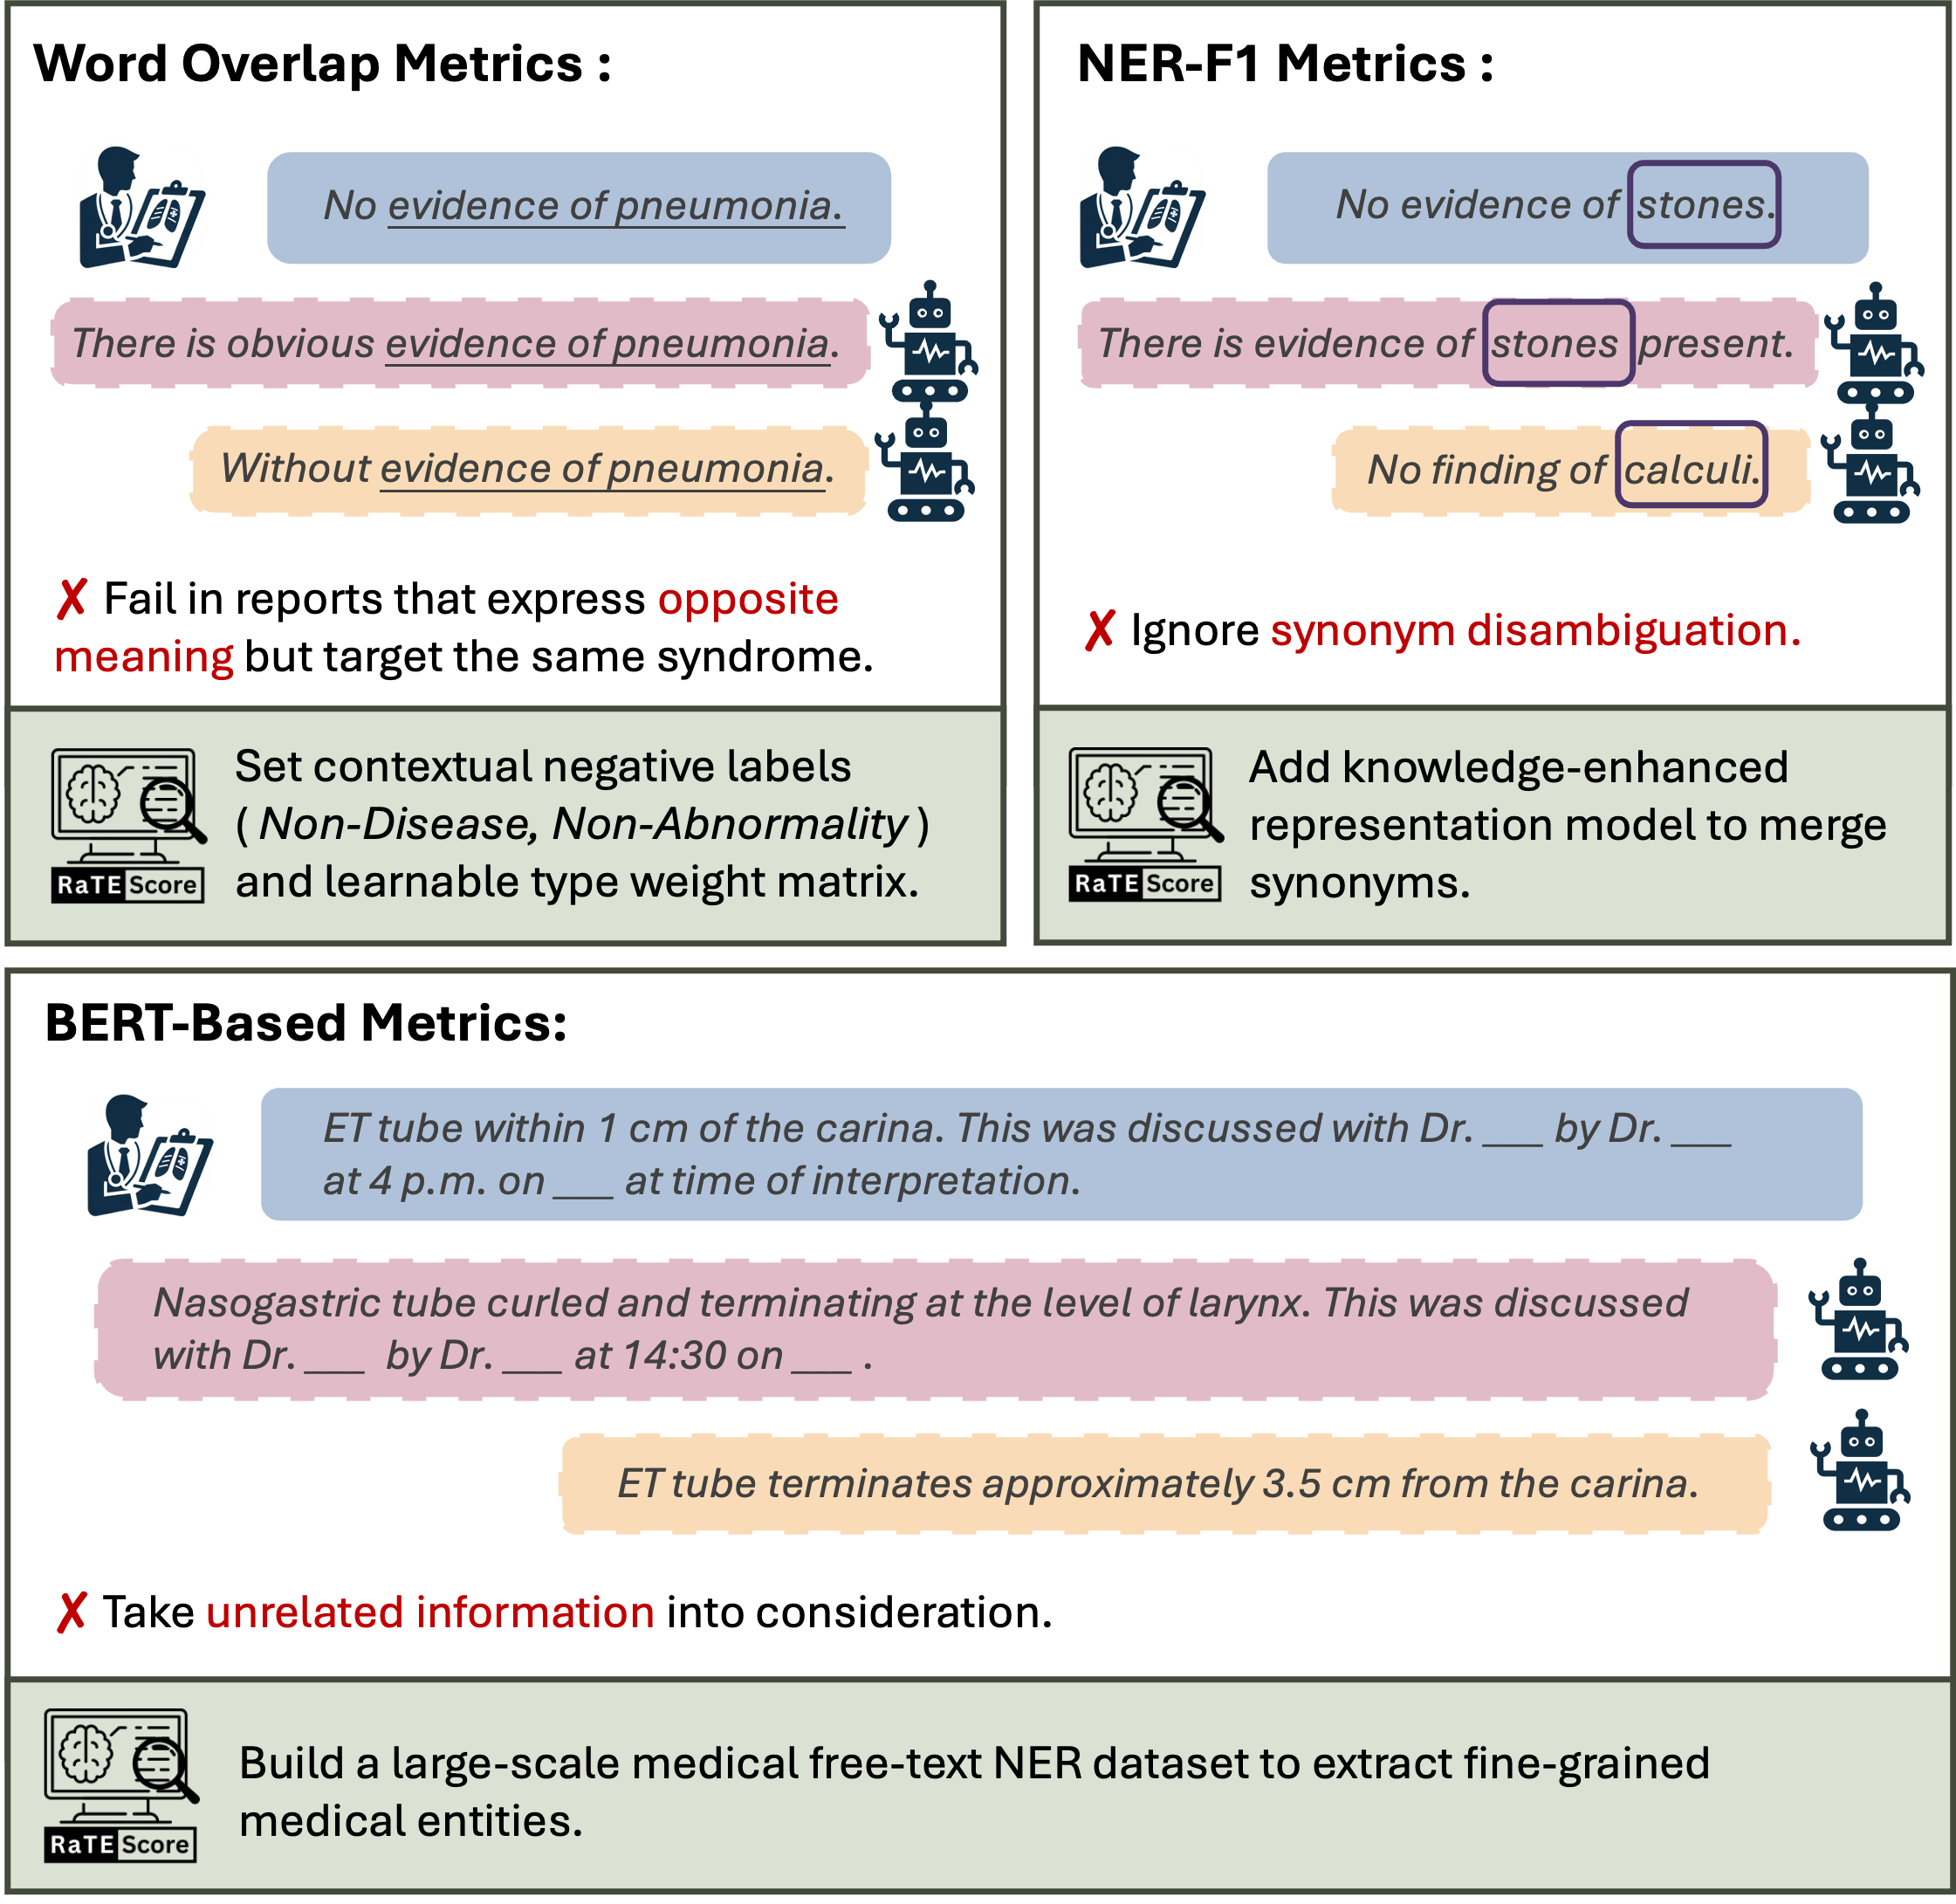 Word Overlap Metrics :
No evidence of pneumonia.
There is obvious evidence of pneumonia.
Without evidence of pneumonia.
✗ Fail in reports that express opposite
meaning but target the same syndrome.
RaTE Score
Set contextual negative labels
( Non-Disease, Non-Abnormality )
and learnable type weight matrix.
NER-F1 Metrics :
No evidence of stones.
There is evidence of stones present.
No finding of calculi.
✗ Ignore synonym disambiguation.
RaTE Score
Add knowledge-enhanced
representation model to merge
synonyms.
BERT-Based Metrics:
ET tube within 1 cm of the carina. This was discussed with Dr. ___ by Dr. ___
at 4 p.m. on ___ at time of interpretation.
Nasogastric tube curled and terminating at the level of larynx. This was discussed
with Dr. ___ by Dr. ___ at 14:30 on ___ .
ET tube terminates approximately 3.5 cm from the carina.
✗ Take unrelated information into consideration.
RaTE Score
Build a large-scale medical free-text NER dataset to extract fine-grained
medical entities.